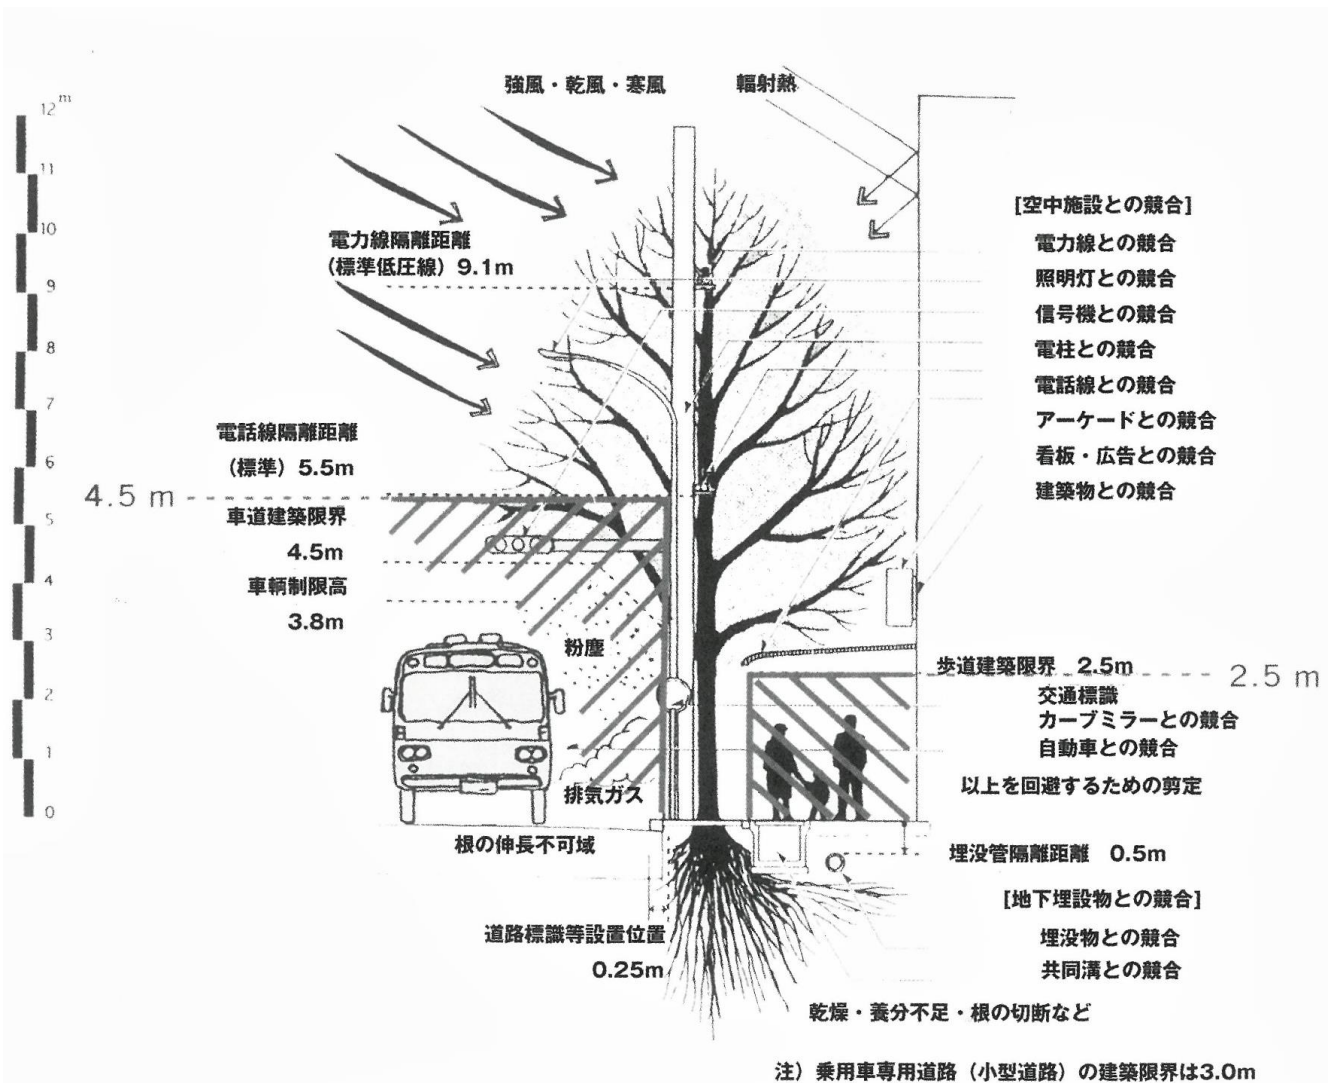 強風・乾風・寒風
輻射熱
12 m
11
10
9
8
7
6
5
4
3
2
1
0
電力線隔離距離
（標準低圧線）9.1m
電話線隔離距離
（標準）5.5m
4.5 m
車道建築限界
4.5m
車輌制限高
3.8m
粉塵
排気ガス
根の伸長不可域
道路標識等設置位置
0.25m
[空中施設との競合]
電力線との競合
照明灯との競合
信号機との競合
電柱との競合
電話線との競合
アーケードとの競合
看板・広告との競合
建築物との競合
歩道建築限界 2.5m
2.5 m
交通標識
カーブミラーとの競合
自動車との競合
以上を回避するための剪定
埋没管隔離距離 0.5m
[地下埋設物との競合]
埋没物との競合
共同溝との競合
乾燥・養分不足・根の切断など
注）乗用車専用道路（小型道路）の建築限界は3.0m